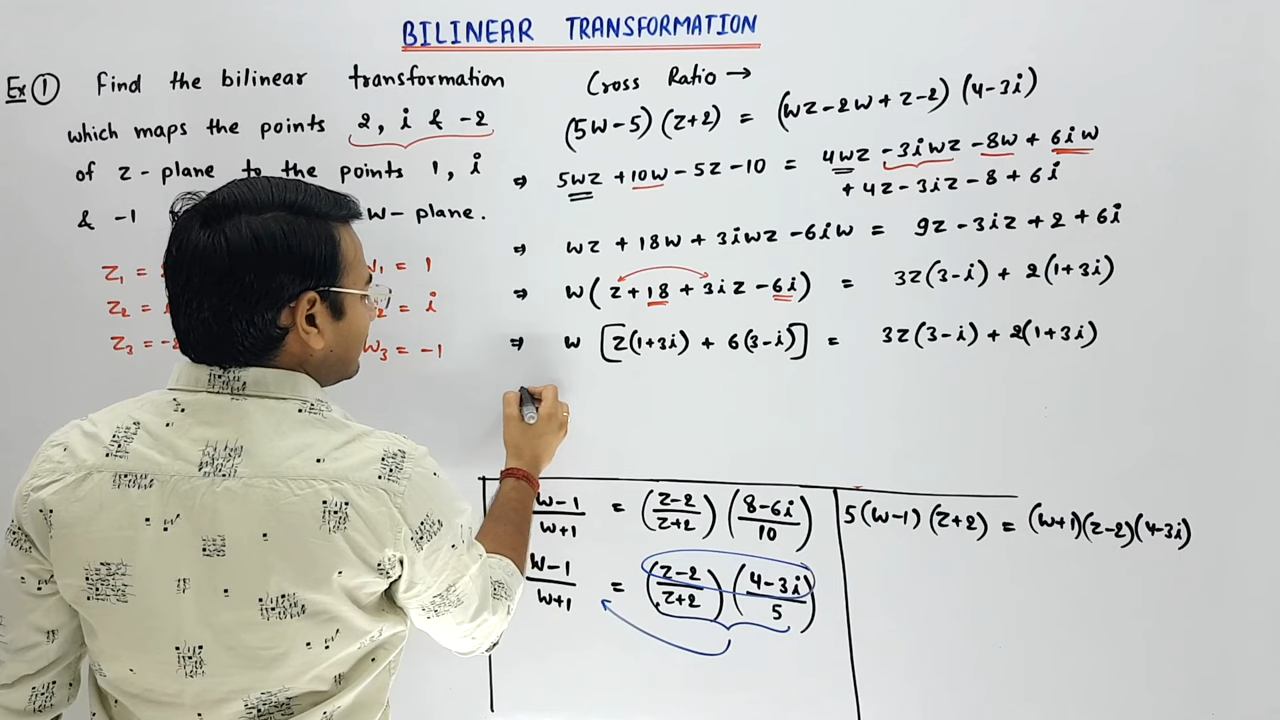 BILINEAR TRANSFORMATION
Ex 1 Find the bilinear transformation
which maps the points 2, i & -2
of z-plane to the points 1, i
& -1 w-plane.
z₁ = w₁ = 1
z₂ = = i
z₃ = -2 w₃ = -1
Cross Ratio →
(5w-5)(z+2) = (wz-2w+z-2)(4-3i)
⇒ 5wz +10w-5z-10 = 4wz -3iwz -8w + 6iw
+4z-3iz-8+6i
⇒ wz +18w +3iwz -6iw = 9z -3iz +2 +6i
⇒ w(z+18+3iz-6i) = 3z(3-i)+2(1+3i)
⇒ w [z(1+3i) + 6(3-i)] = 3z(3-i)+2(1+3i)
w-1/w+1 = (z-2/z+2)(8-6i/10)
w-1/w+1 = (z-2/z+2)(4-3i/5)
5(w-1)(z+2) = (w+1)(z-2)(4-3i)